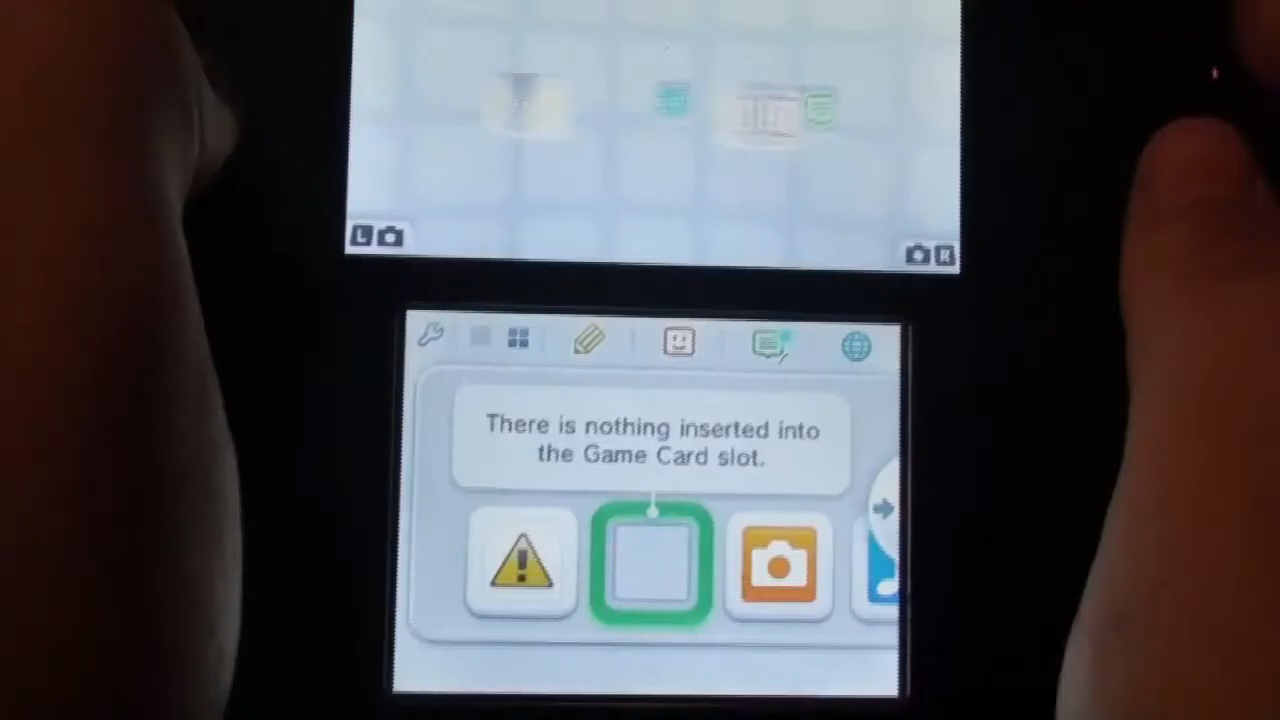 L
R
There is nothing inserted into
the Game Card slot.